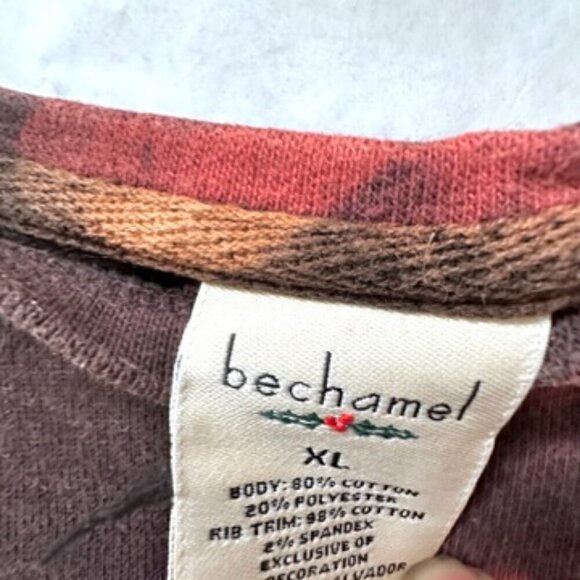 bechamel
XL
BODY: 80% COTTON
20% POLYESTER
RIB TRIM: 98% COTTON
2% SPANDEX
EXCLUSIVE OF
DECORATION